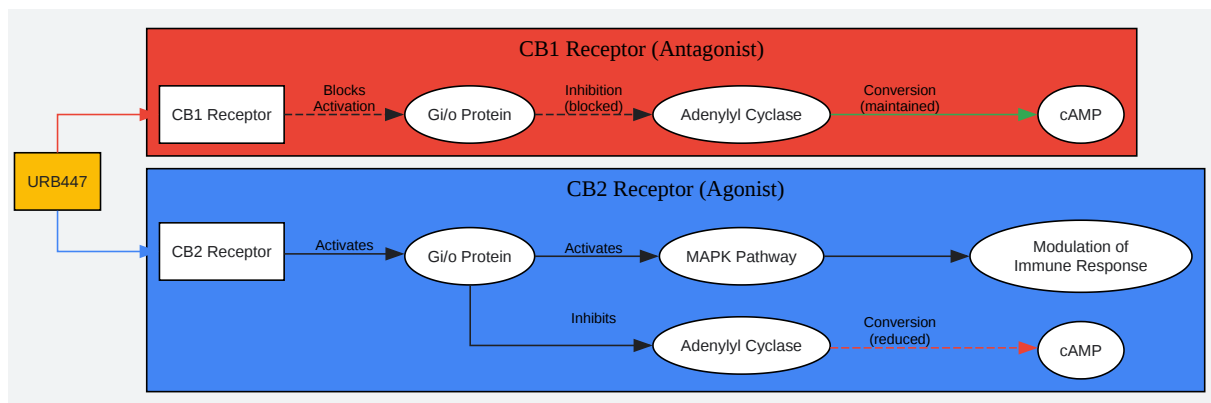 CB1 Receptor (Antagonist)
CB1 Receptor
Blocks
Activation
Gi/o Protein
Inhibition
(blocked)
Adenylyl Cyclase
Conversion
(maintained)
cAMP
URB447
CB2 Receptor (Agonist)
CB2 Receptor
Activates
Gi/o Protein
Activates
MAPK Pathway
Modulation of
Immune Response
Inhibits
Adenylyl Cyclase
Conversion
(reduced)
cAMP